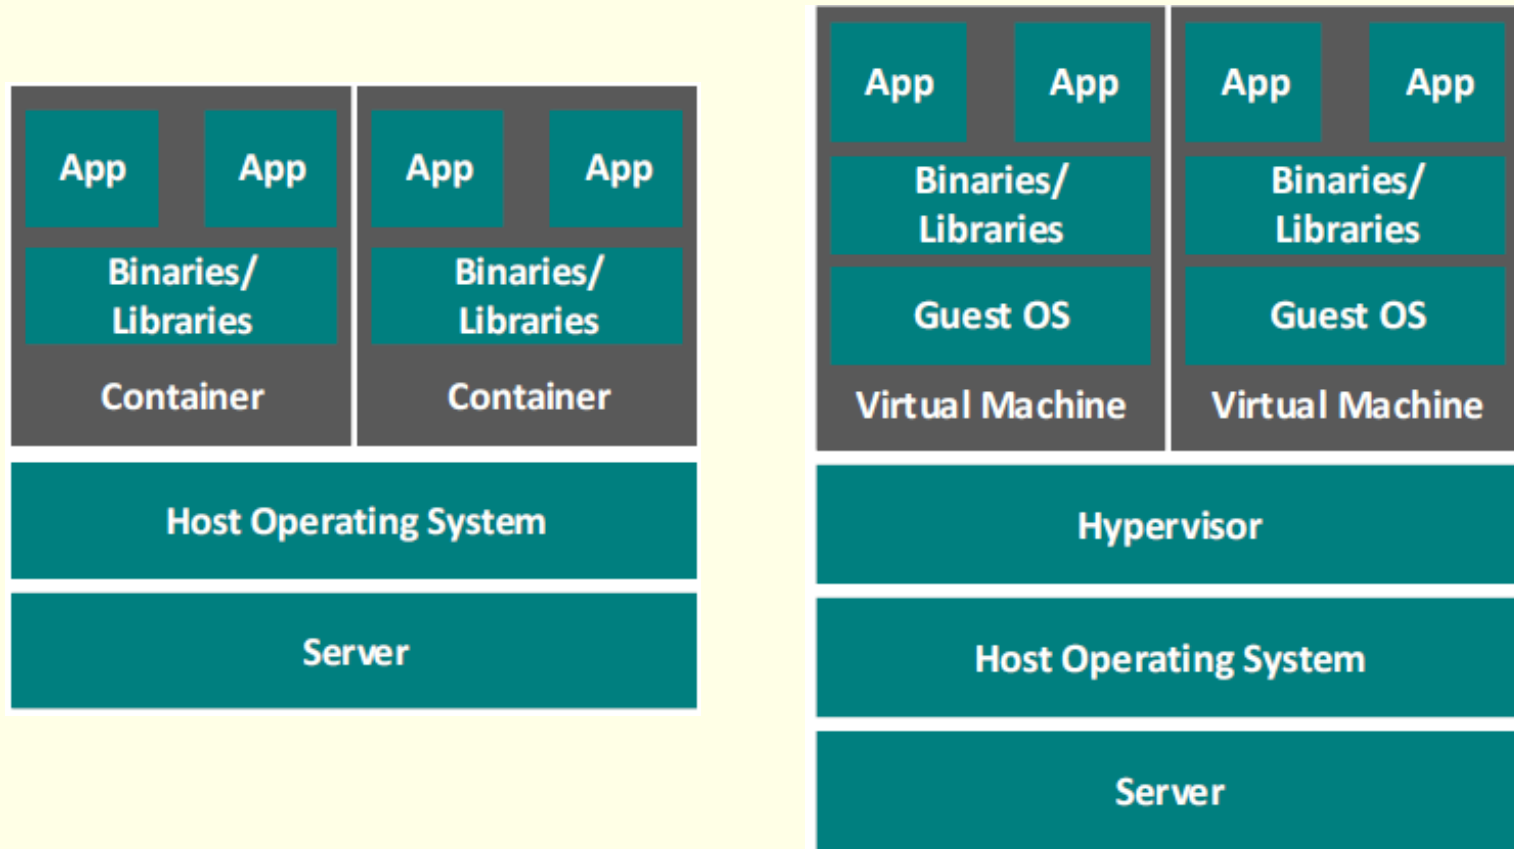 App
App
App
App
Binaries/
Libraries
Binaries/
Libraries
Container
Container
Host Operating System
Server
App
App
App
App
Binaries/
Libraries
Binaries/
Libraries
Guest OS
Guest OS
Virtual Machine
Virtual Machine
Hypervisor
Host Operating System
Server